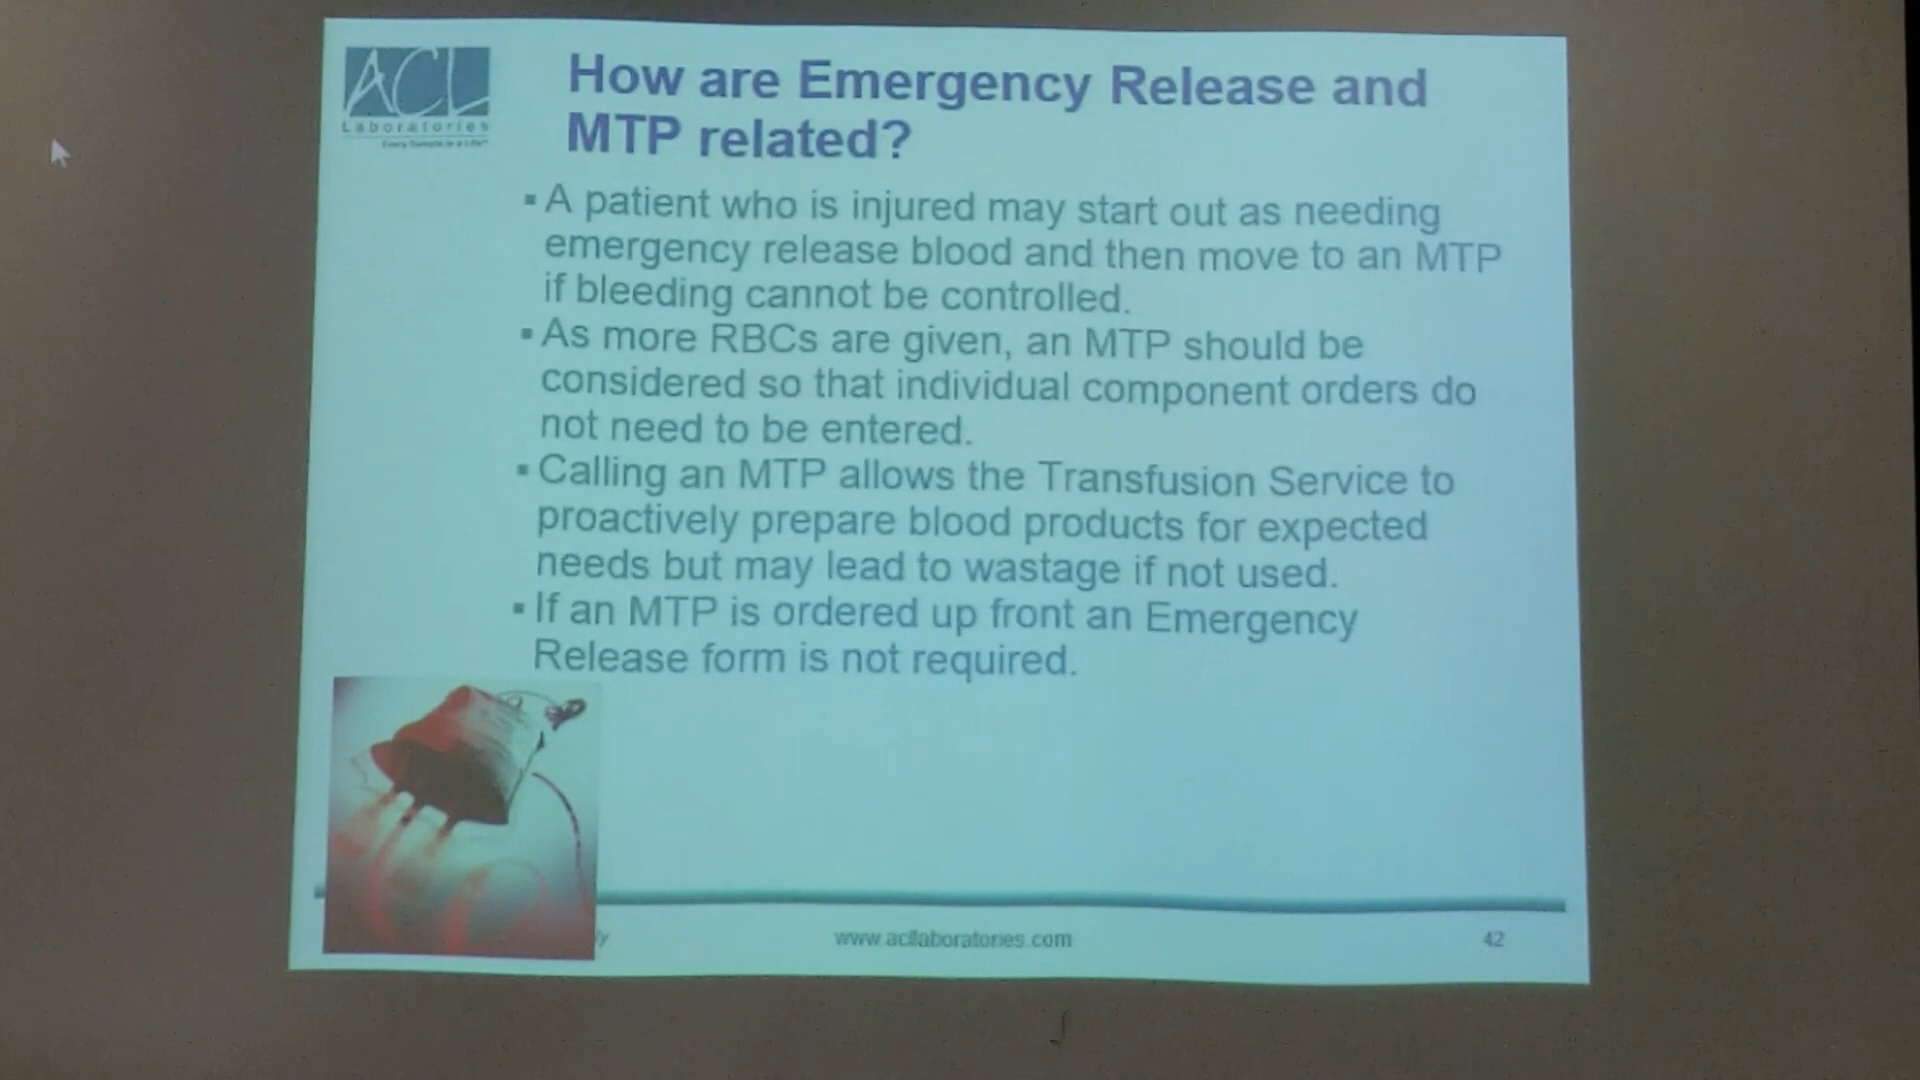 ACL
Laboratories
Every Sample is a Life
How are Emergency Release and
MTP related?
▪ A patient who is injured may start out as needing
emergency release blood and then move to an MTP
if bleeding cannot be controlled.
▪ As more RBCs are given, an MTP should be
considered so that individual component orders do
not need to be entered.
▪ Calling an MTP allows the Transfusion Service to
proactively prepare blood products for expected
needs but may lead to wastage if not used.
▪ If an MTP is ordered up front an Emergency
Release form is not required.
www.acllaboratories.com
42